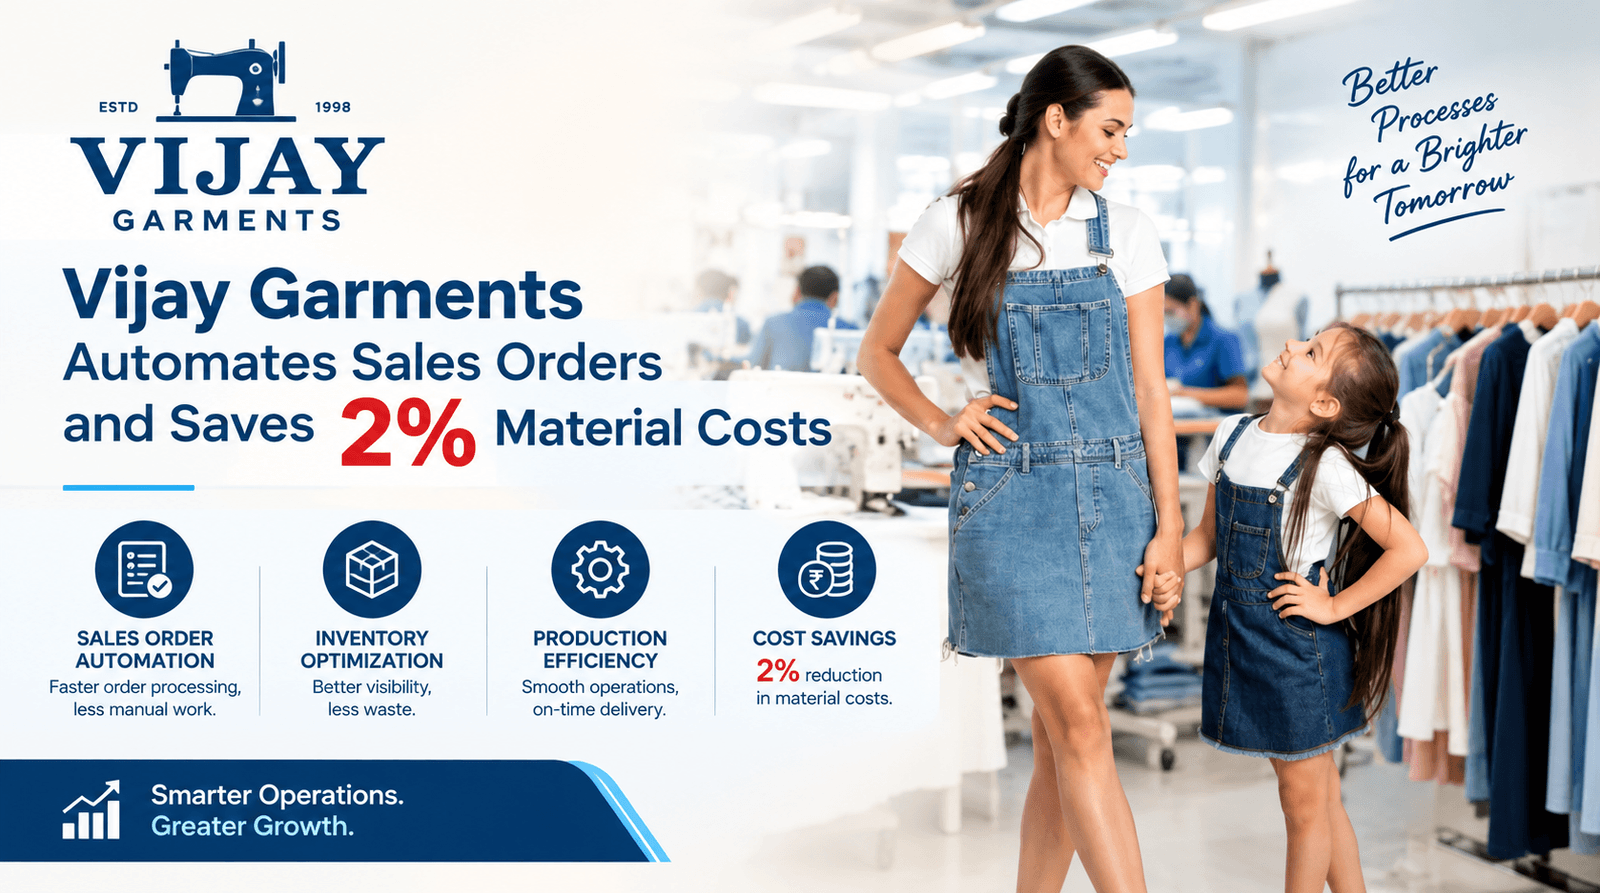 ESTD 1998
VIJAY
GARMENTS
Vijay Garments
Automates Sales Orders
and Saves 2% Material Costs
Better
Processes
for a Brighter
Tomorrow
SALES ORDER
AUTOMATION
Faster order processing,
less manual work.
INVENTORY
OPTIMIZATION
Better visibility,
less waste.
PRODUCTION
EFFICIENCY
Smooth operations,
on-time delivery.
₹
COST SAVINGS
2% reduction
in material costs.
Smarter Operations.
Greater Growth.